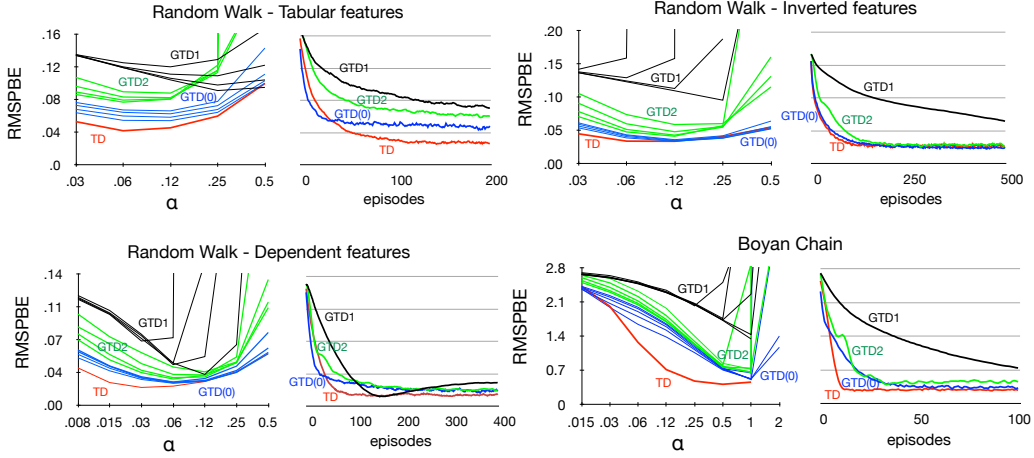 Random Walk - Tabular features
RMSPBE
.16
.12
.08
.04
.0
.03 .06 .12 .25 0.5
α
GTD1
GTD2
GTD(0)
TD
GTD1
GTD2
GTD(0)
TD
0 100 200
episodes
Random Walk - Inverted features
RMSPBE
.20
.15
.10
.05
.0
.03 .06 .12 .25 0.5
α
GTD1
GTD2
TD
GTD(0)
GTD1
GTD2
GTD(0)
TD
0 250 500
episodes
Random Walk - Dependent features
RMSPBE
.14
.11
.07
.04
.00
.008 .015 .03 .06 .12 .25 0.5
α
GTD1
GTD2
TD
GTD(0)
GTD1
GTD2
GTD(0)
TD
0 100 200 300 400
episodes
Boyan Chain
RMSPBE
2.8
2.1
1.4
0.7
0
.015 .03 .06 .12 .25 0.5 1 2
α
GTD1
GTD2
TD
GTD(0)
GTD1
GTD2
GTD(0)
TD
0 50 100
episodes